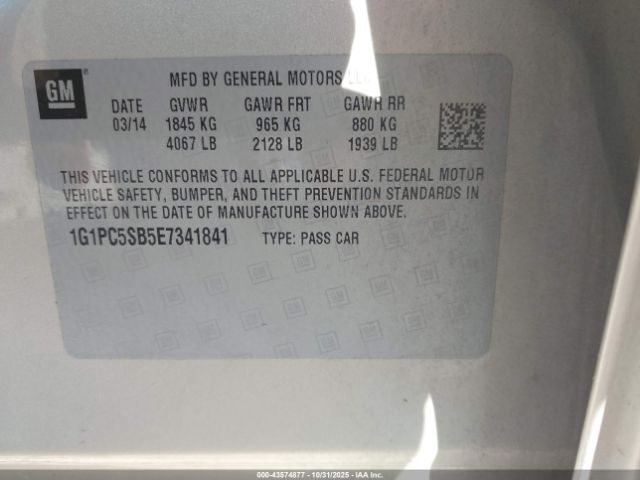 GM
MFD BY GENERAL MOTORS LLC
DATE GVWR GAWR FRT GAWR RR
03/14 1845 KG 965 KG 880 KG
4067 LB 2128 LB 1939 LB
THIS VEHICLE CONFORMS TO ALL APPLICABLE U.S. FEDERAL MOTOR
VEHICLE SAFETY, BUMPER, AND THEFT PREVENTION STANDARDS IN
EFFECT ON THE DATE OF MANUFACTURE SHOWN ABOVE.
1G1PC5SB5E7341841 TYPE: PASS CAR
000-43574877 - 10/31/2025 - IAA Inc.